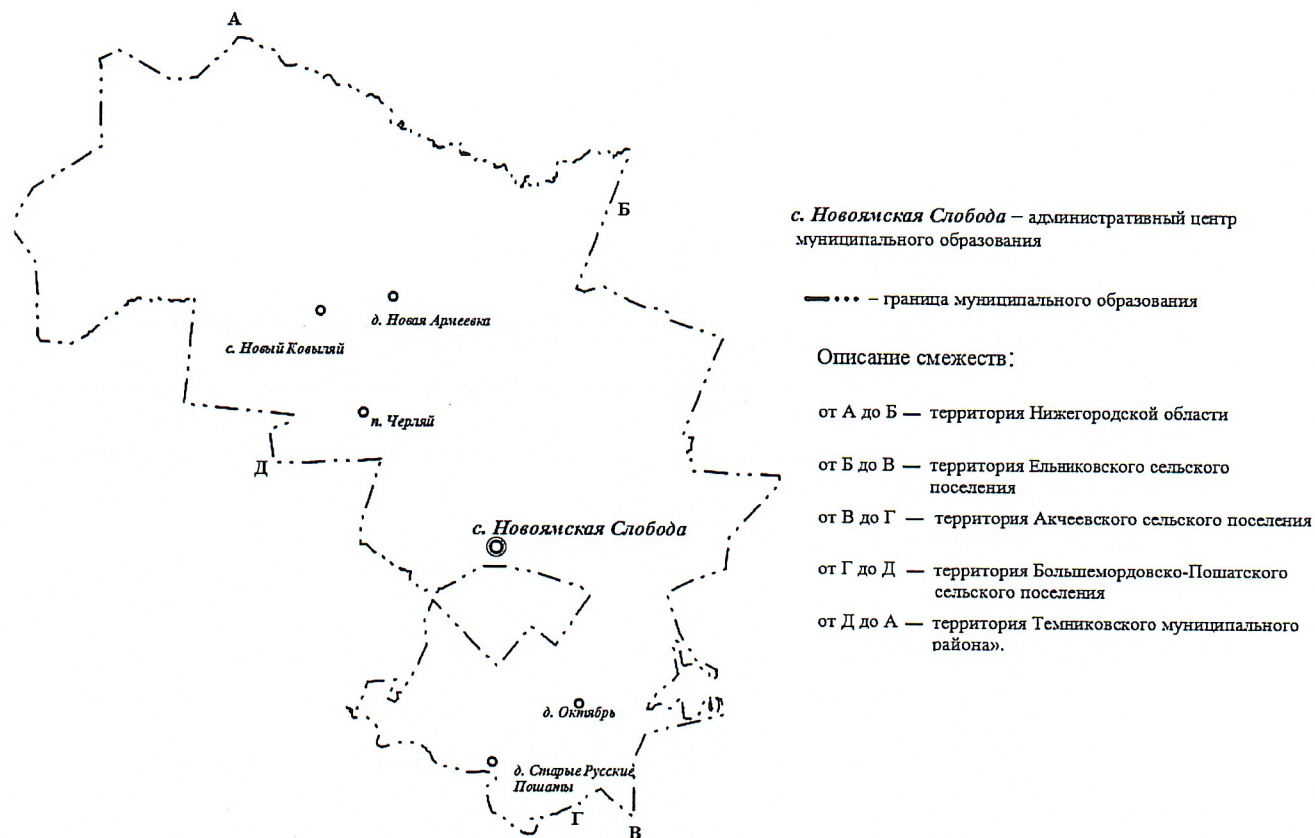 А
Б
с. Новоямская Слобода – административный центр
муниципального образования
– граница муниципального образования
д. Новая Армеевка
с. Новый Ковыляй
Описание смежеств:
п. Черляй
от А до Б — территория Нижегородской области
Д
от Б до В — территория Ельниковского сельского
поселения
с. Новоямская Слобода
от В до Г — территория Акчеевского сельского поселения
от Г до Д — территория Большемордовско-Пошатского
сельского поселения
от Д до А — территория Темниковского муниципального
района».
д. Октябрь
д. Старые Русские
Пошаты
Г
В